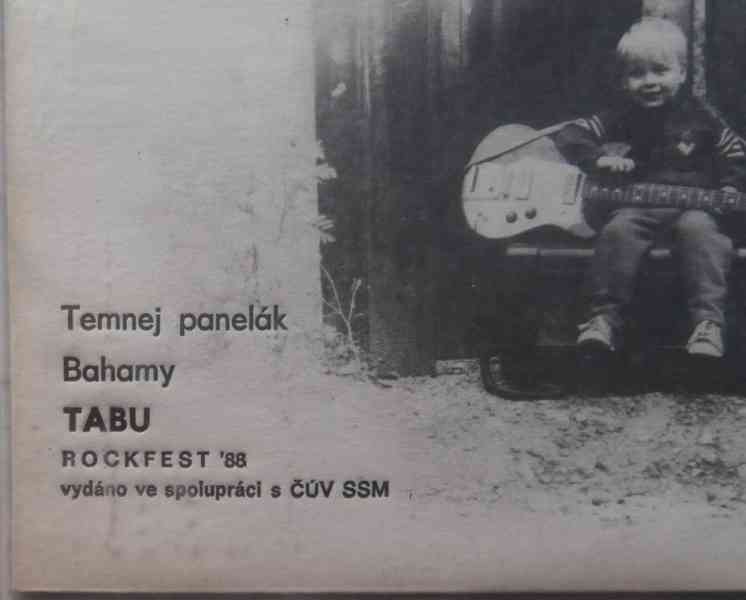 Temnej panelák
Bahamy
TABU
ROCKFEST '88
vydáno ve spolupráci s ČÚV SSM